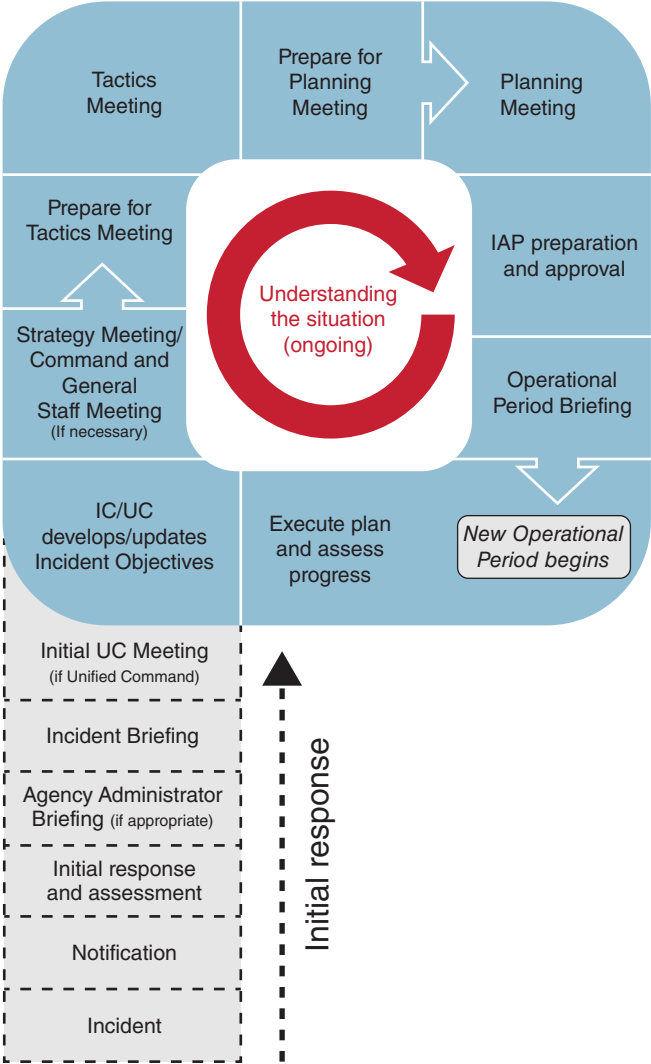 Tactics
Meeting
Prepare for
Planning
Meeting
Planning
Meeting
Prepare for
Tactics Meeting
IAP preparation
and approval
Understanding
the situation
(ongoing)
Strategy Meeting/
Command and
General
Staff Meeting
(If necessary)
Operational
Period Briefing
IC/UC
develops/updates
Incident Objectives
Execute plan
and assess
progress
New Operational
Period begins
Initial UC Meeting
(if Unified Command)
Incident Briefing
Agency Administrator
Briefing (if appropriate)
Initial response
and assessment
Notification
Incident
Initial response